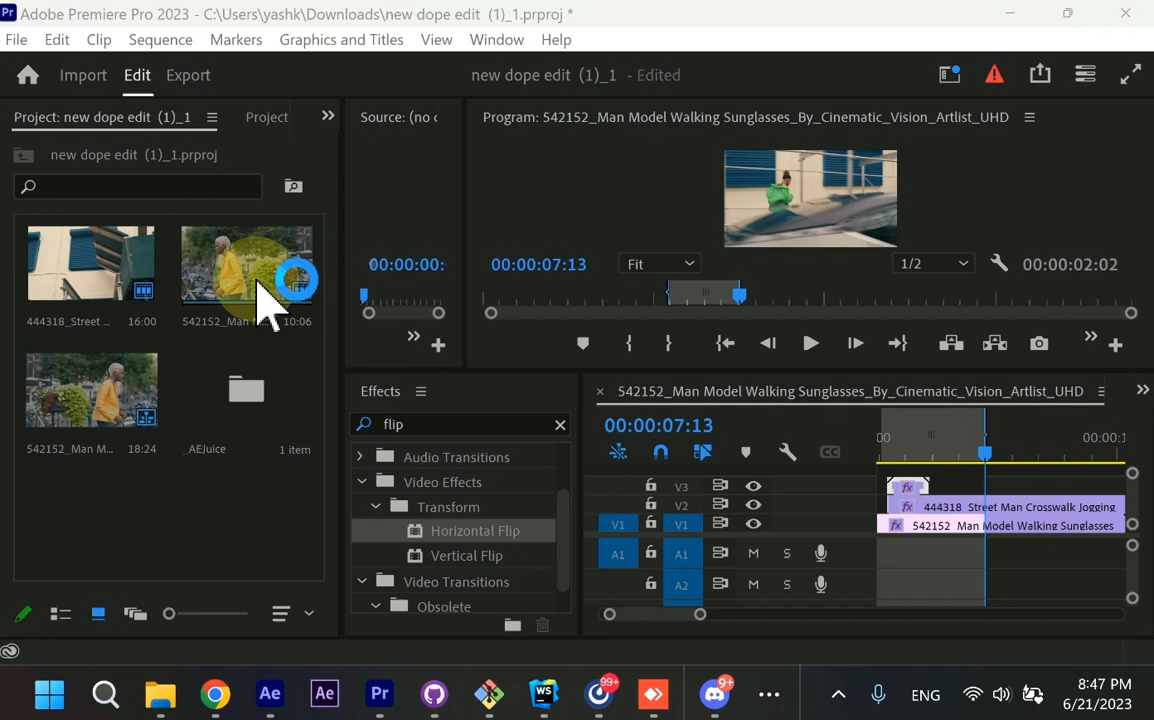 Pr Adobe Premiere Pro 2023 - C:\Users\yashk\Downloads\new dope edit (1)_1.prproj *
File Edit Clip Sequence Markers Graphics and Titles View Window Help
Import Edit Export new dope edit (1)_1 - Edited
Project: new dope edit (1)_1 Project
Source: (no c
Program: 542152_Man Model Walking Sunglasses_By_Cinematic_Vision_Artlist_UHD
new dope edit (1)_1.prproj
444318_Street ... 16:00
542152_Man 10:06
542152_Man M... 18:24
_AEJuice 1 item
00:00:00:
00:00:07:13 Fit 1/2 00:00:02:02
Effects
flip
Audio Transitions
Video Effects
Transform
Horizontal Flip
Vertical Flip
Video Transitions
Obsolete
542152_Man Model Walking Sunglasses_By_Cinematic_Vision_Artlist_UHD
00:00:07:13
:00 00:00:1
V3 fx
V2 fx 444318 Street Man Crosswalk Jogging
V1 V1 fx 542152 Man Model Walking Sunglasses
A1 A1 M S
A2 M S
Ae Ae Pr WS 99+ 9+
ENG
8:47 PM
6/21/2023